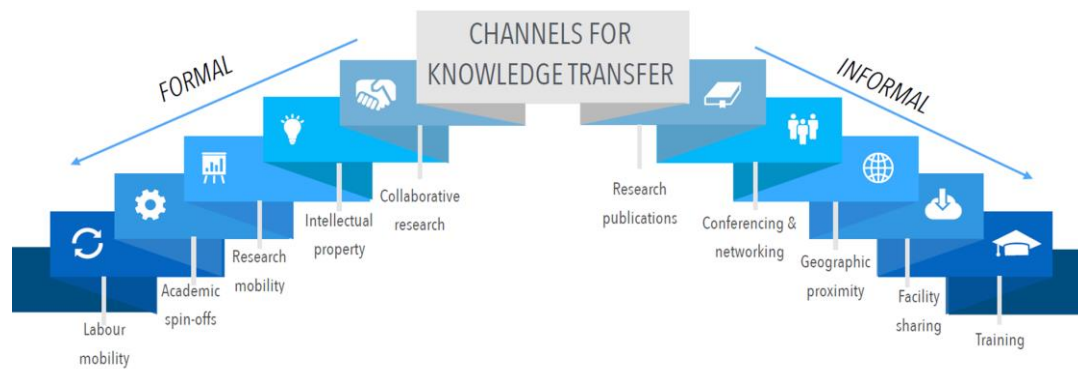 CHANNELS FOR
KNOWLEDGE TRANSFER
FORMAL
INFORMAL
Collaborative
research
Intellectual
property
Research
mobility
Academic
spin-offs
Labour
mobility
Research
publications
Conferencing &
networking
Geographic
proximity
Facility
sharing
Training